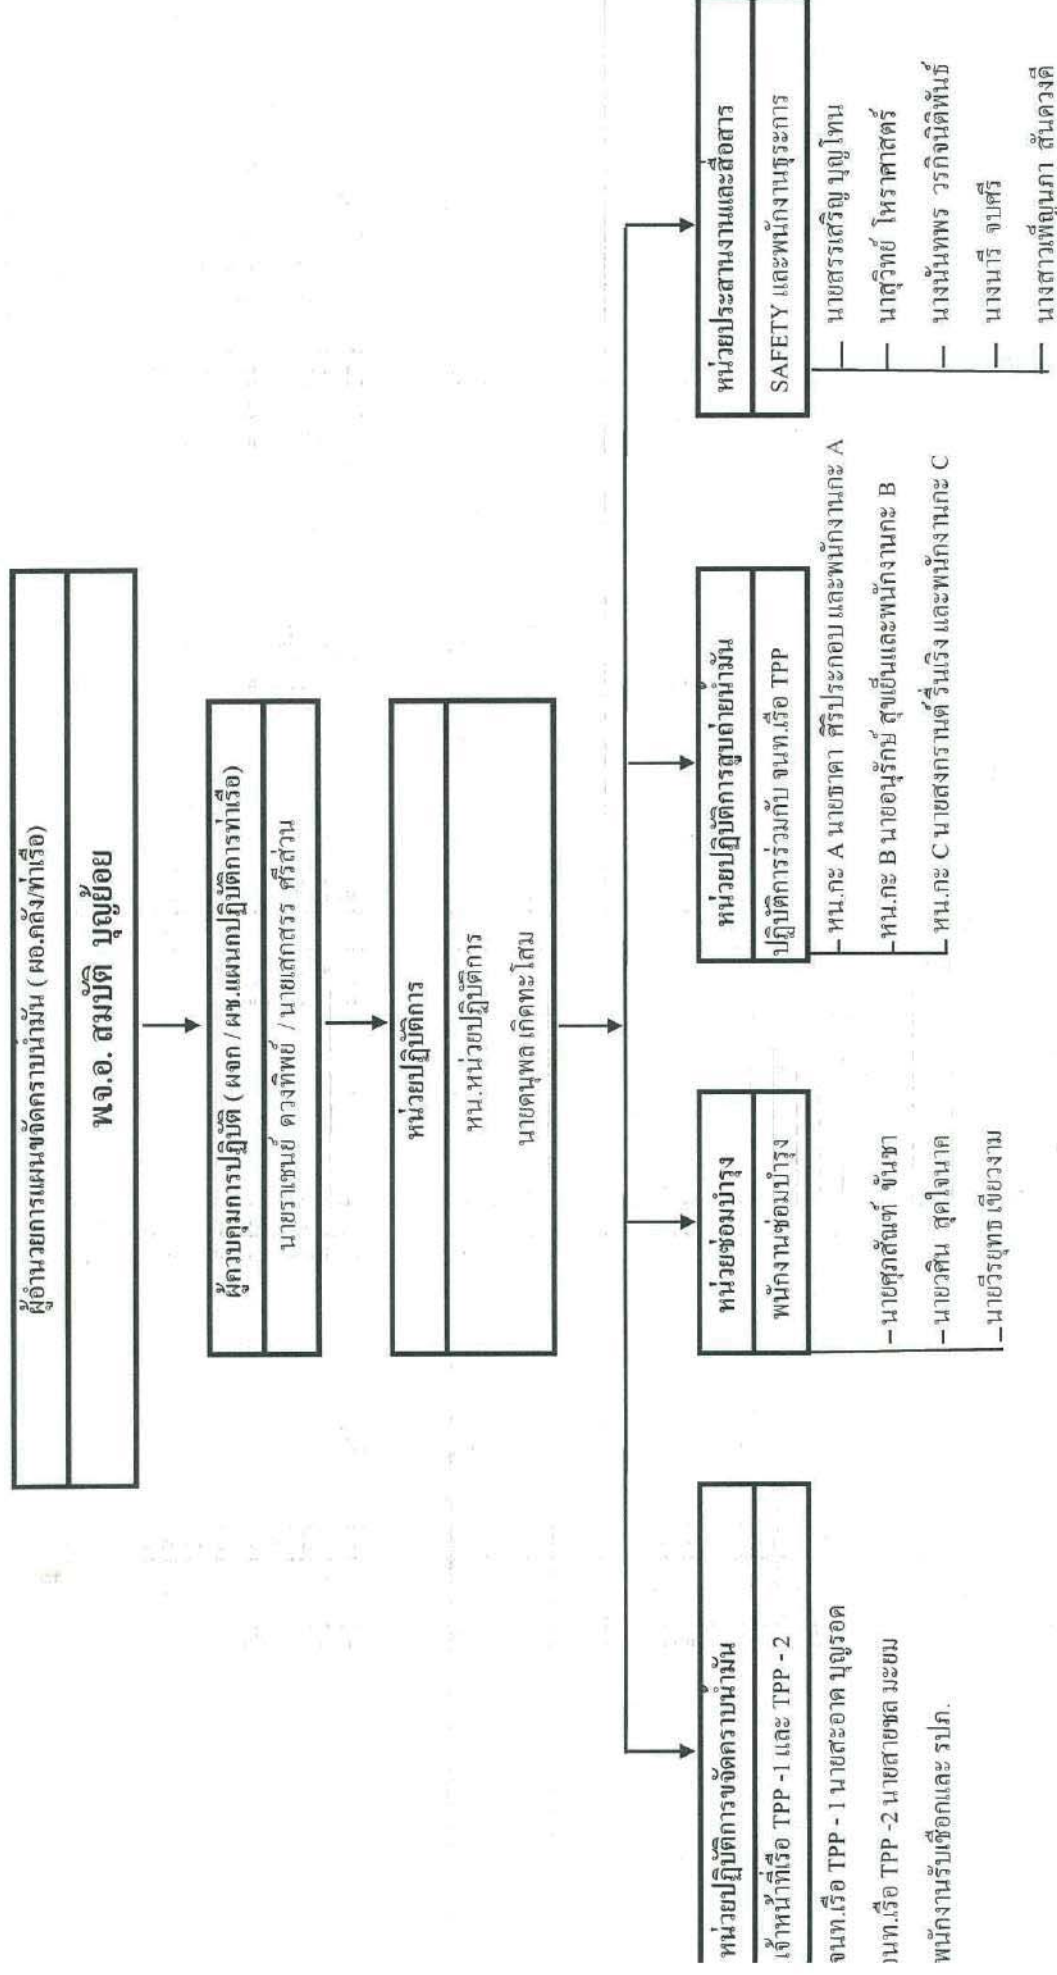 ผู้อำนวยการแผนขจัดคราบน้ำมัน ( ผอ.คลัง/ท่าเรือ)
พ.จ.อ. สมบัติ บุญย้อย
ผู้ควบคุมการปฏิบัติ ( ผจก / ผช.แผนกปฏิบัติการท่าเรือ)
นายราเชนย์ ดวงทิพย์ / นายเสกสรร ศรีส่วน
หน่วยปฏิบัติการ
หน.หน่วยปฏิบัติการ
นายดนุพล เกิดทะโสม
หน่วยปฏิบัติการขจัดคราบน้ำมัน
เจ้าหน้าที่เรือ TPP -1 และ TPP - 2
จนท.เรือ TPP - 1 นายสะอาด บุญรอด
จนท.เรือ TPP -2 นายสายชล มะยม
พนักงานรับเชือกและ รปภ.
หน่วยซ่อมบำรุง
พนักงานซ่อมบำรุง
นายศุภสัณฑ์ ขันชา
นายวศิน สุดใจนาค
นายวีรยุทธ เขียวงาม
หน่วยปฏิบัติการสูบถ่ายน้ำมัน
ปฏิบัติการร่วมกับ จนท.เรือ TPP
หน.กะ A นายธาดา ศิริประกอบ และพนักงานกะ A
หน.กะ B นายอนุรักษ์ สุขเย็นและพนักงานกะ B
หน.กะ C นายสงกรานต์ รื่นเริง และพนักงานกะ C
หน่วยประสานงานและสื่อสาร
SAFETY และพนักงานธุระการ
นายสรรเสริญ บุญโทน
นาสุวิทย์ โหราศาสตร์
นางนันทพร วรกิจนิติพันธ์
นางนารี จบศรี
นางสาวเพ็ญนภา สันดวงดี